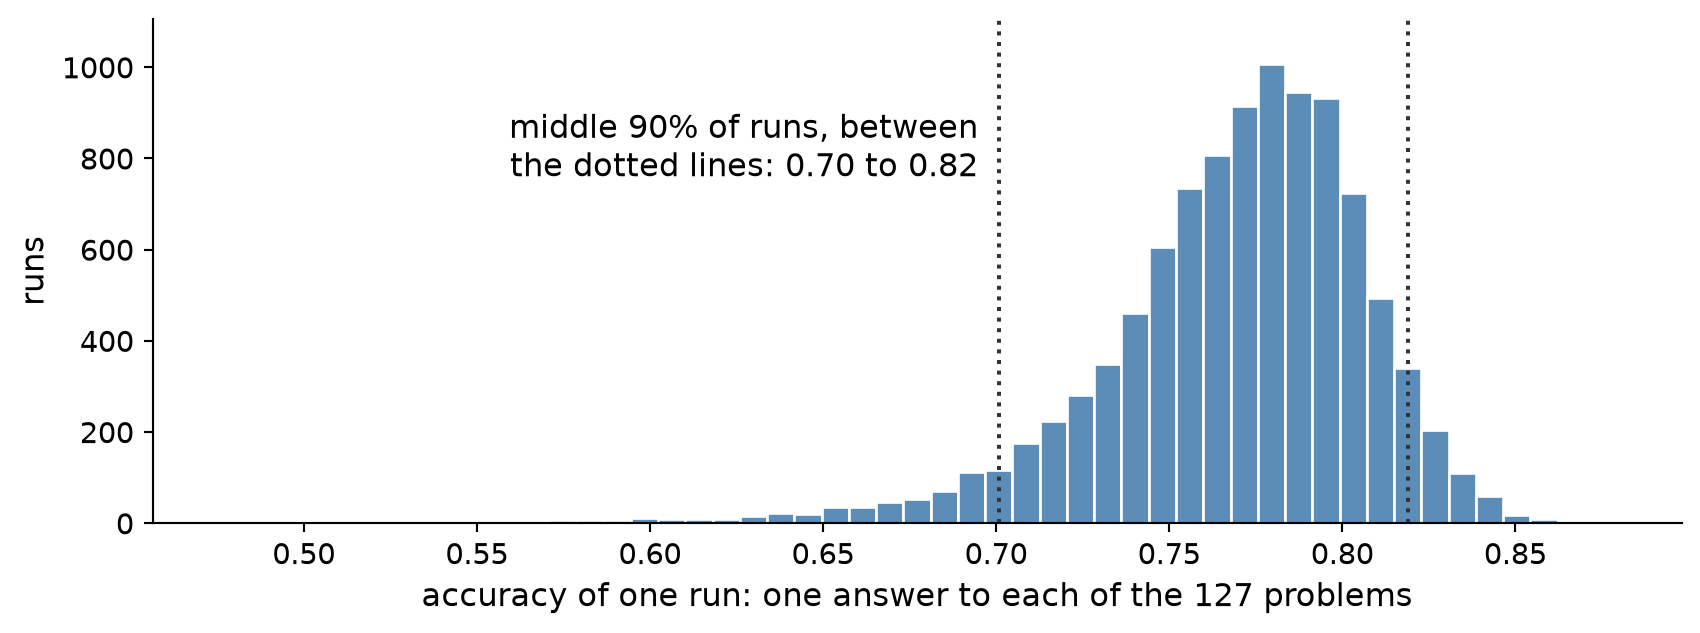 1000
800
600
400
200
0
runs
middle 90% of runs, between
the dotted lines: 0.70 to 0.82
0.50 0.55 0.60 0.65 0.70 0.75 0.80 0.85
accuracy of one run: one answer to each of the 127 problems